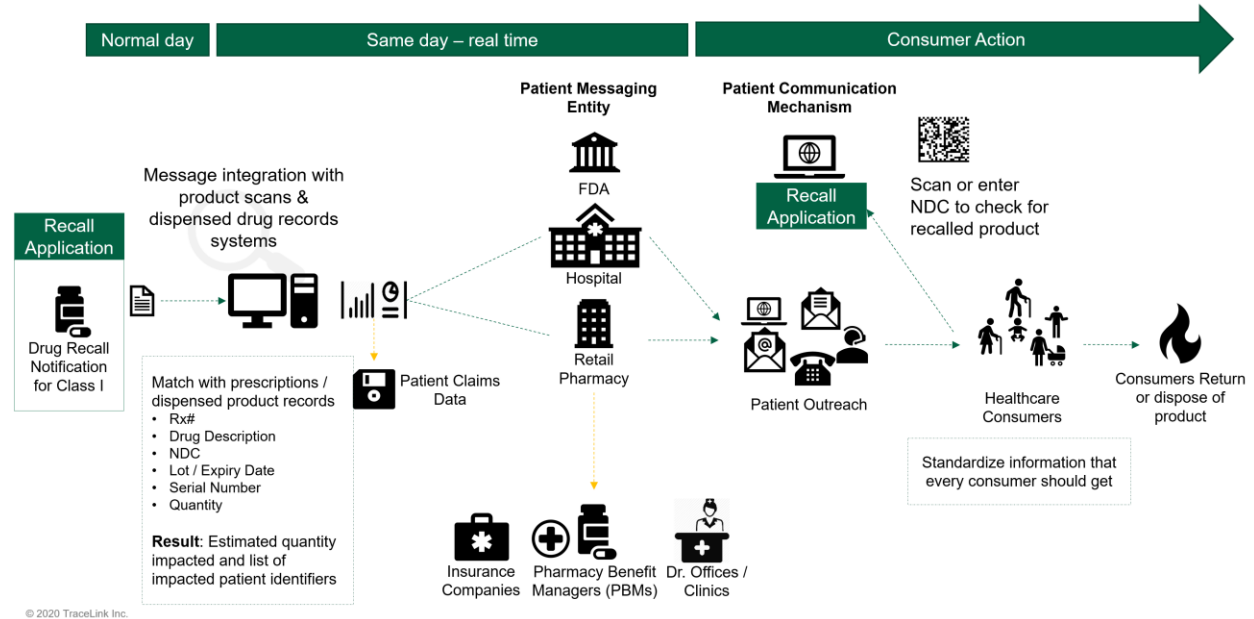 Normal day
Same day – real time
Consumer Action
Patient Messaging
Entity
Patient Communication
Mechanism
FDA
Message integration with
product scans &
dispensed drug records
systems
Recall
Application
Scan or enter
NDC to check for
recalled product
Recall
Application
Hospital
Drug Recall
Notification
for Class I
Retail
Pharmacy
Patient Claims
Data
Match with prescriptions /
dispensed product records
• Rx#
• Drug Description
• NDC
• Lot / Expiry Date
• Serial Number
• Quantity
Result: Estimated quantity
impacted and list of
impacted patient identifiers
Patient Outreach
Healthcare
Consumers
Consumers Return
or dispose of
product
Standardize information that
every consumer should get
Insurance
Companies
Pharmacy Benefit
Managers (PBMs)
Dr. Offices /
Clinics
© 2020 TraceLink Inc.